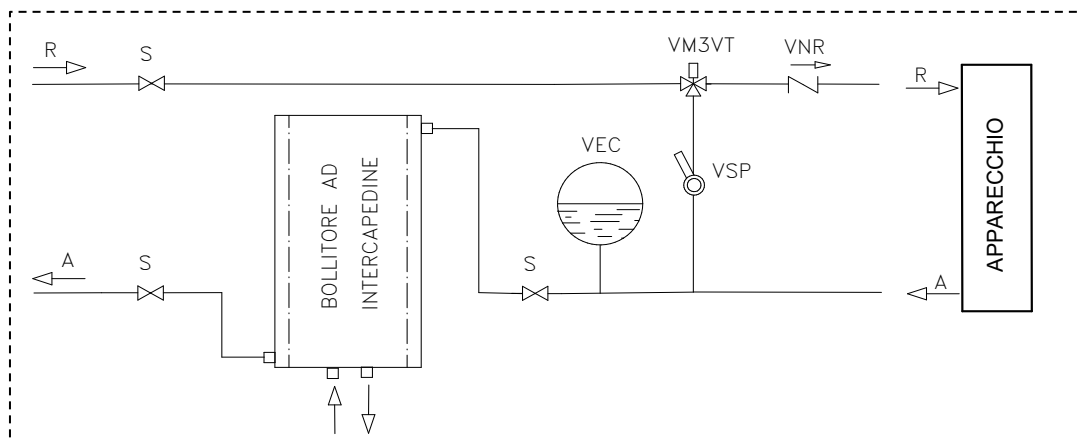 R
S
VM3VT
VNR
R
VEC
VSP
BOLLITORE AD
INTERCAPEDINE
APPARECCHIO
A
S
S
A